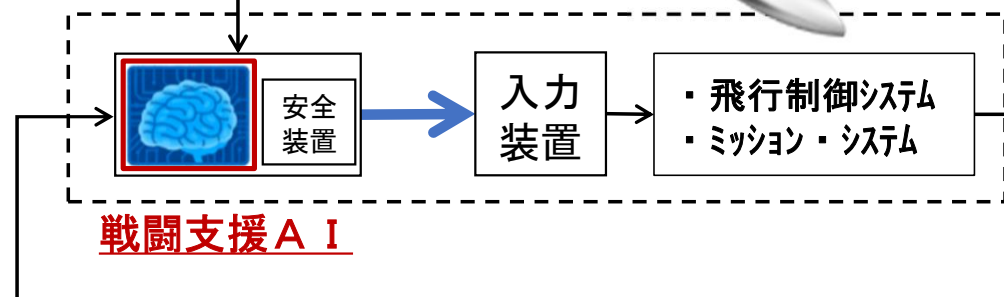 安全
装置
入力
装置
・飛行制御システム
・ミッション・システム
戦闘支援ＡＩ